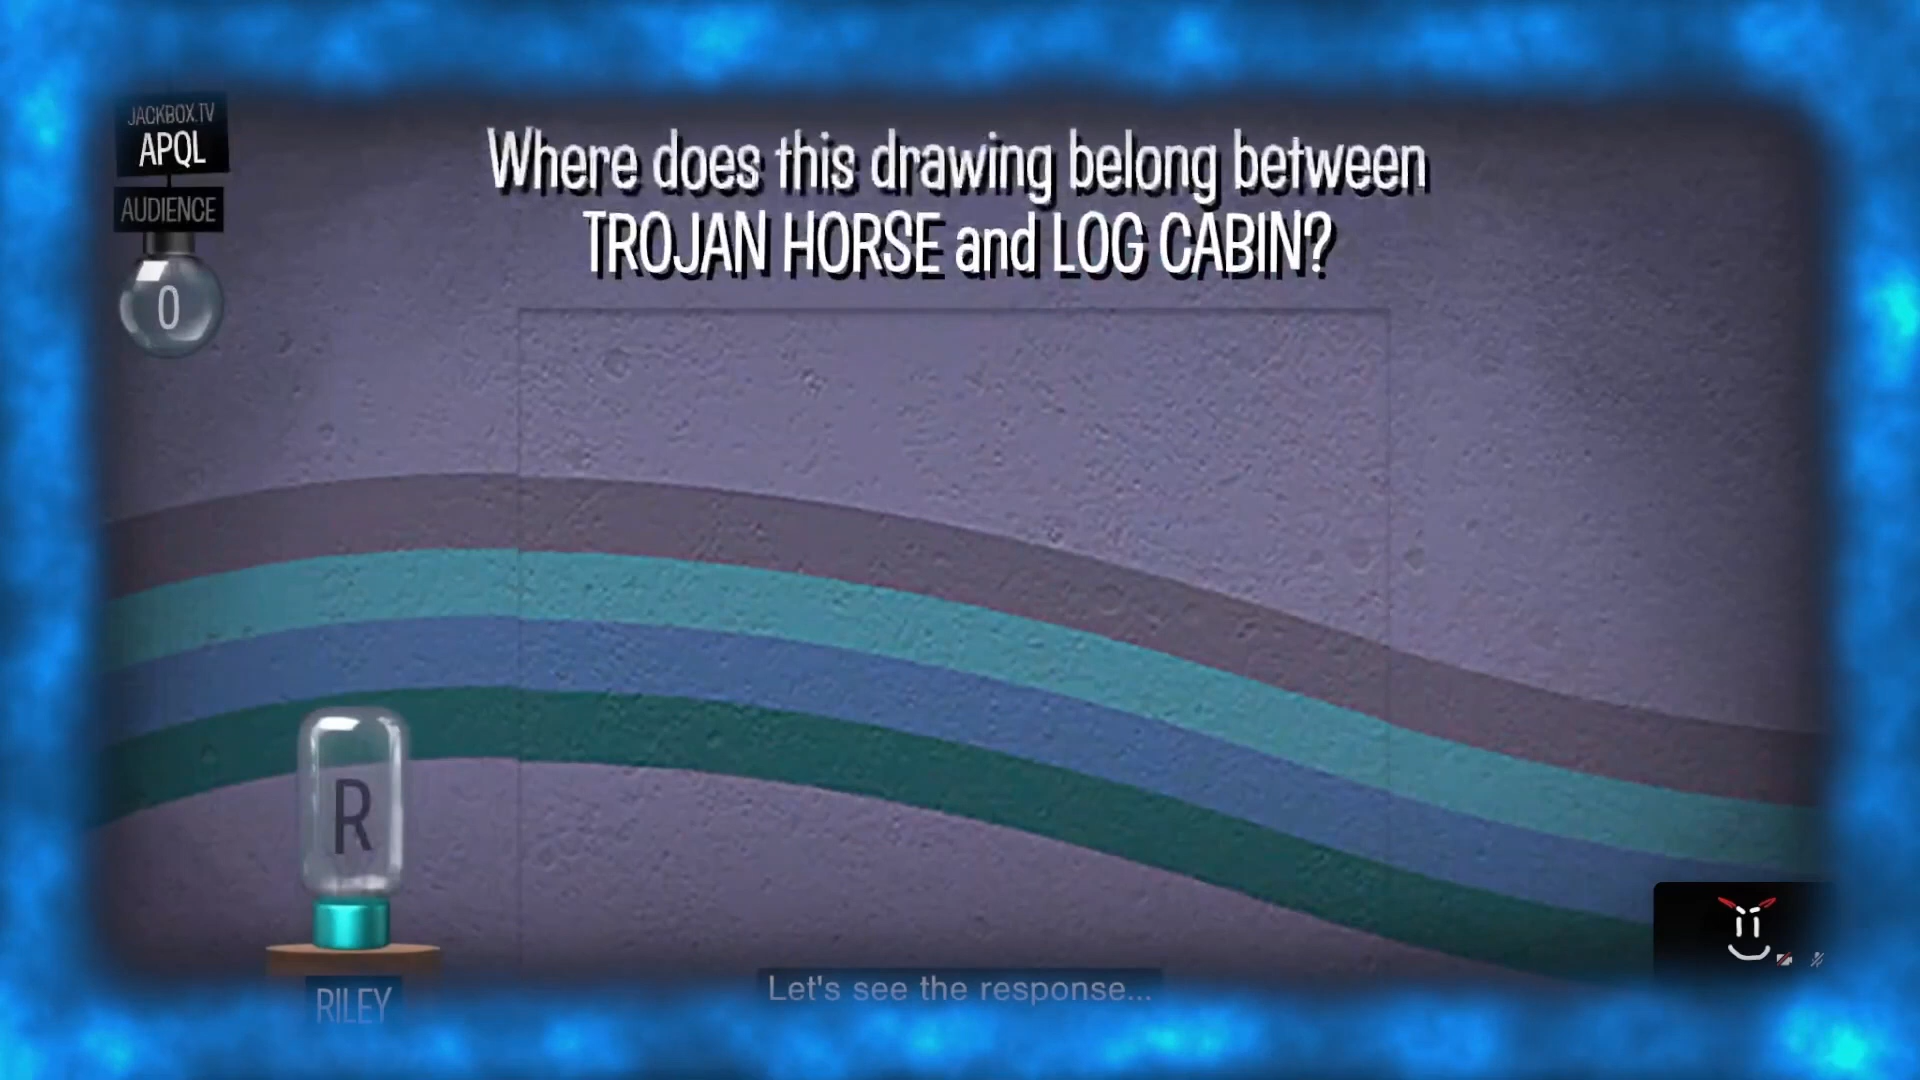 JACKBOX.TV
APQL
AUDIENCE
0
Where does this drawing belong between
TROJAN HORSE and LOG CABIN?
R
RILEY
Let's see the response...